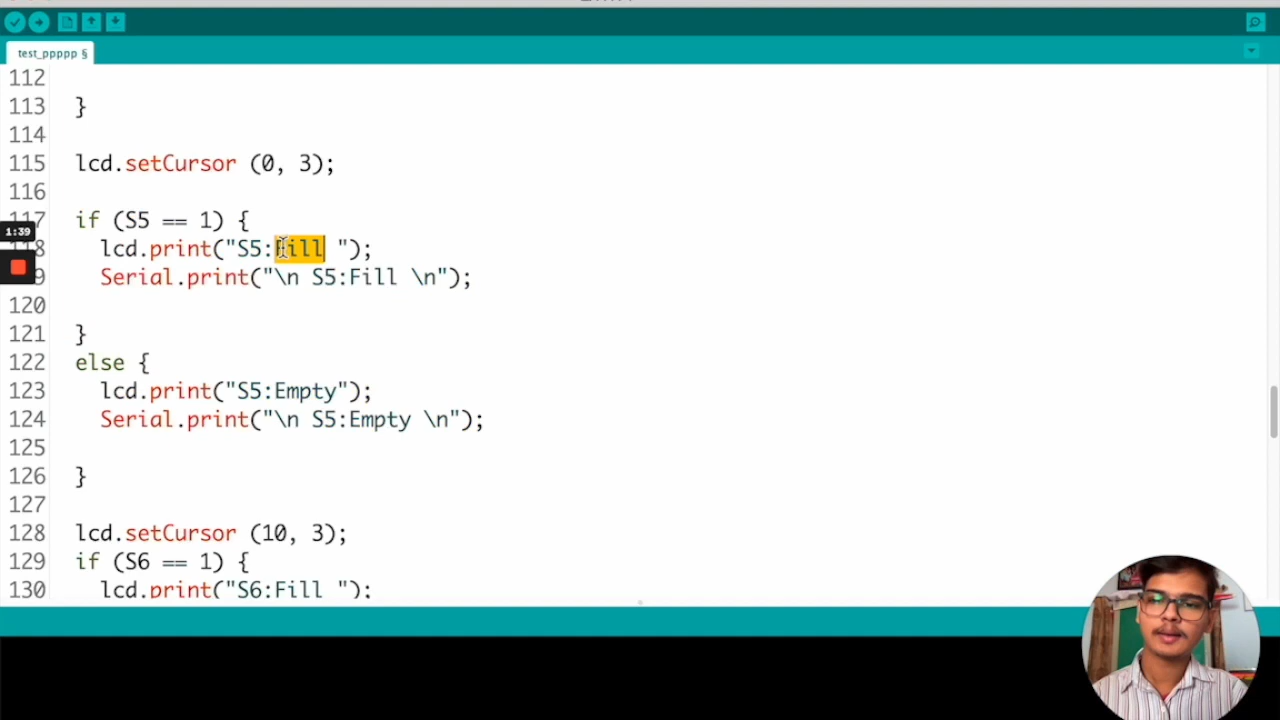 test_ppppp §
112
113 }
114
115 lcd.setCursor (0, 3);
116
117 if (S5 == 1) {
1:39
118 lcd.print("S5:Fill ");
119 Serial.print("\n S5:Fill \n");
120
121 }
122 else {
123 lcd.print("S5:Empty");
124 Serial.print("\n S5:Empty \n");
125
126 }
127
128 lcd.setCursor (10, 3);
129 if (S6 == 1) {
130 lcd.print("S6:Fill ");